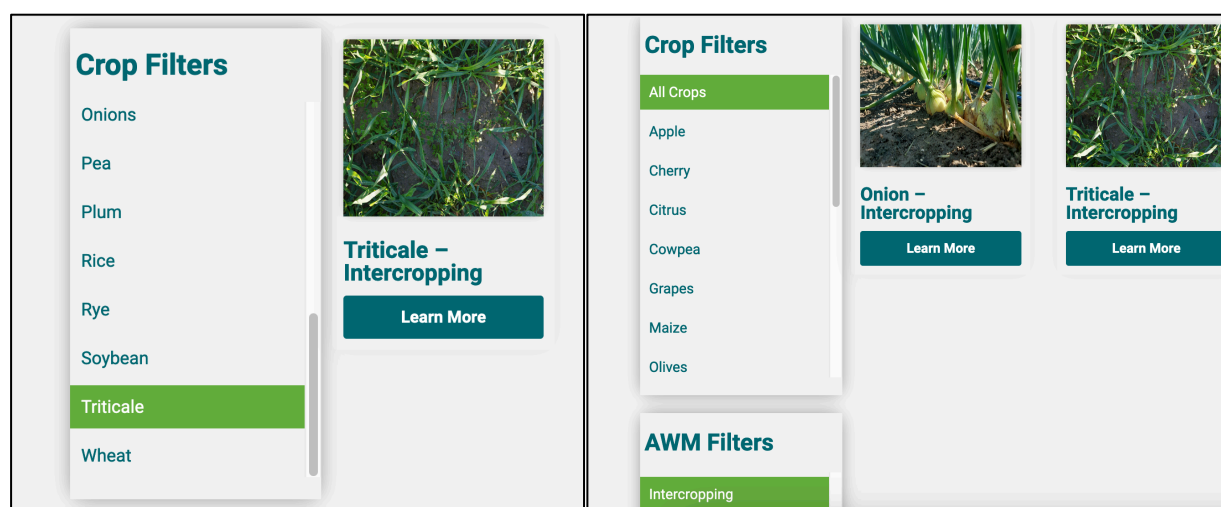 Crop Filters
Onions
Pea
Plum
Rice
Rye
Soybean
Triticale
Wheat
Triticale –
Intercropping
Learn More
Crop Filters
All Crops
Apple
Cherry
Citrus
Cowpea
Grapes
Maize
Olives
AWM Filters
Intercropping
Onion –
Intercropping
Learn More
Triticale –
Intercropping
Learn More